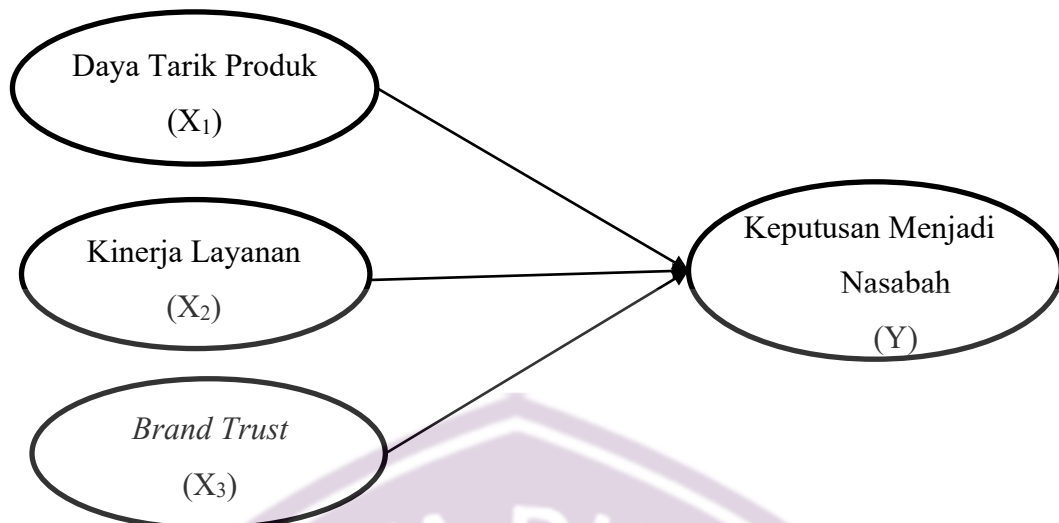 Daya Tarik Produk
(X₁)
Kinerja Layanan
(X₂)
Brand Trust
(X₃)
Keputusan Menjadi
Nasabah
(Y)